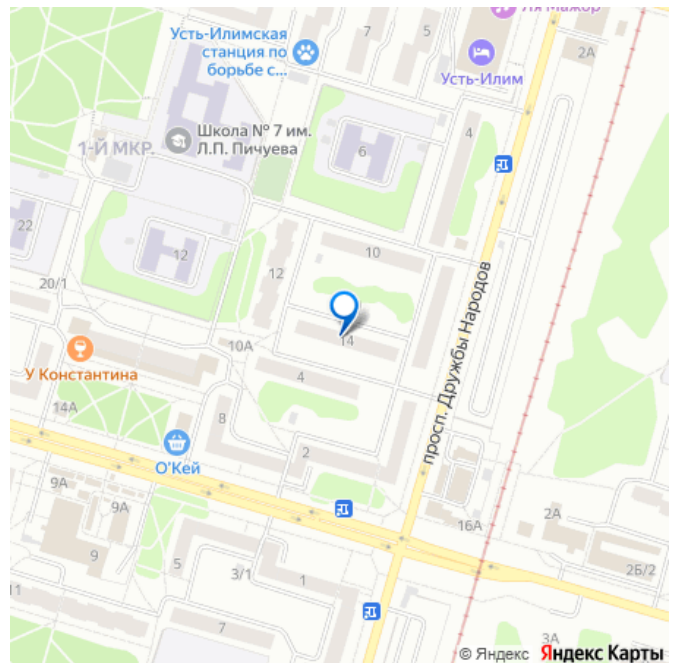 Ля Мажор
7
5
Усть-Илимская
станция по
борьбе с...
2А
Усть-Илим
Школа № 7 им.
Л.П. Пичуева
4
1-Й МКР.
6
22
12
10
12
20/1
просп. Дружбы Народов
14
10А
У Константина
4
14А
8
О'Кей
2
9А
9А
16А
2А
9
5
3/1
1
2Б/2
11
7
3А
© Яндекс Яндекс Карты